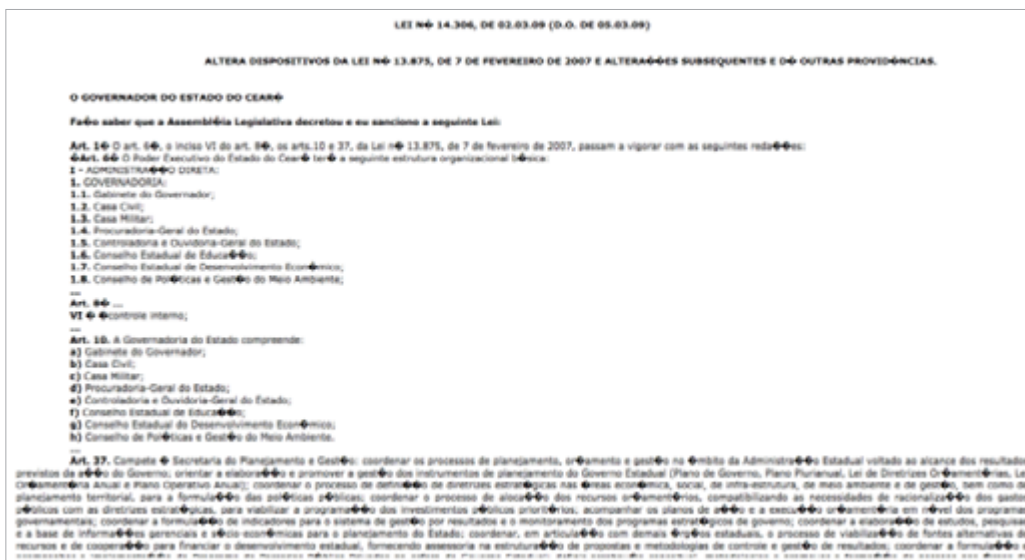 LEI N� 14.306, DE 02.03.09 (D.O. DE 05.03.09)
ALTERA DISPOSITIVOS DA LEI N� 13.875, DE 7 DE FEVEREIRO DE 2007 E ALTERA��ES SUBSEQUENTES E D� OUTRAS PROVID�NCIAS.
O GOVERNADOR DO ESTADO DO CEAR�
Fa�o saber que a Assembl�ia Legislativa decretou e eu sanciono a seguinte Lei:
Art. 1� O art. 6�, o inciso VI do art. 8�, os arts.10 e 37, da Lei n� 13.875, de 7 de fevereiro de 2007, passam a vigorar com as seguintes reda��es:
�Art. 6� O Poder Executivo do Estado do Cear� ter� a seguinte estrutura organizacional b�sica:
I - ADMINISTRA��O DIRETA:
1. GOVERNADORIA:
1.1. Gabinete do Governador;
1.2. Casa Civil;
1.3. Casa Militar;
1.4. Procuradoria-Geral do Estado;
1.5. Controladoria e Ouvidoria-Geral do Estado;
1.6. Conselho Estadual de Educa��o;
1.7. Conselho Estadual de Desenvolvimento Econ�mico;
1.8. Conselho de Pol�ticas e Gest�o do Meio Ambiente;
...
Art. 8� ...
VI � �controle interno;
...
Art. 10. A Governadoria do Estado compreende:
a) Gabinete do Governador;
b) Casa Civil;
c) Casa Militar;
d) Procuradoria-Geral do Estado;
e) Controladoria e Ouvidoria-Geral do Estado;
f) Conselho Estadual de Educa��o;
g) Conselho Estadual do Desenvolvimento Econ�mico;
h) Conselho de Pol�ticas e Gest�o do Meio Ambiente.
...
Art. 37. Compete � Secretaria do Planejamento e Gest�o: coordenar os processos de planejamento, or�amento e gest�o no �mbito da Administra��o Estadual voltado ao alcance dos resultados
previstos da a��o do Governo; orientar a elabora��o e promover a gest�o dos instrumentos de planejamento do Governo Estadual (Plano de Governo, Plano Plurianual, Lei de Diretrizes Or�ament�rias, Lei
Or�ament�ria Anual e Plano Operativo Anual); coordenar o processo de defini��o de diretrizes estrat�gicas nas �reas econ�mica, social, de infra-estrutura, de meio ambiente e de gest�o, bem como do
planejamento territorial, para a formula��o das pol�ticas p�blicas; coordenar o processo de aloca��o dos recursos or�ament�rios, compatibilizando as necessidades de racionaliza��o dos gastos
p�blicos com as diretrizes estrat�gicas, para viabilizar a programa��o dos investimentos p�blicos priorit�rios; acompanhar os planos de a��o e a execu��o or�ament�ria em n�vel dos programas
governamentais; coordenar a formula��o de indicadores para o sistema de gest�o por resultados e o monitoramento dos programas estrat�gicos de governo; coordenar a elabora��o de estudos, pesquisas
e a base de informa��es gerenciais e s�cio-econ�micas para o planejamento do Estado; coordenar, em articula��o com demais �rg�os estaduais, o processo de viabiliza��o de fontes alternativas de
recursos e de coopera��o para financiar o desenvolvimento estadual, fornecendo assessoria na estrutura��o de propostas e metodologias de controle e gest�o de resultados; coordenar a formula��o